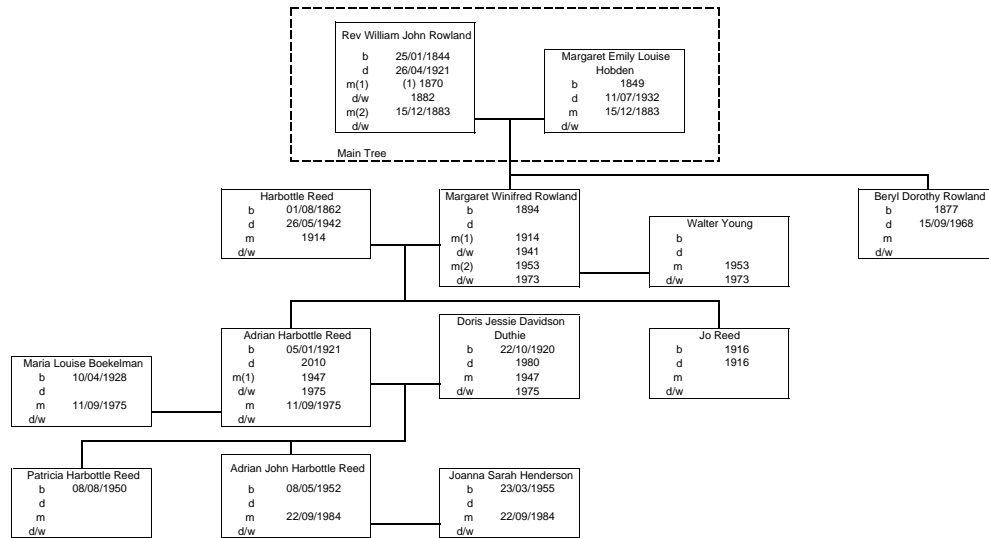 Rev William John Rowland
b 25/01/1844
d 26/04/1921
m(1) (1) 1870
d/w 1882
m(2) 15/12/1883
d/w
Margaret Emily Louise
Hobden
b 1849
d 11/07/1932
m 15/12/1883
d/w
Main Tree
Harbottle Reed
b 01/08/1862
d 26/05/1942
m 1914
d/w
Margaret Winifred Rowland
b 1894
d
m(1) 1914
d/w 1941
m(2) 1953
d/w 1973
Walter Young
b
d
m 1953
d/w 1973
Beryl Dorothy Rowland
b 1877
d 15/09/1968
m
d/w
Maria Louise Boekelman
b 10/04/1928
d
m 11/09/1975
d/w
Adrian Harbottle Reed
b 05/01/1921
d 2010
m(1) 1947
d/w 1975
m 11/09/1975
d/w
Doris Jessie Davidson
Duthie
b 22/10/1920
d 1980
m 1947
d/w 1975
Jo Reed
b 1916
d 1916
m
d/w
Patricia Harbottle Reed
b 08/08/1950
d
m
d/w
Adrian John Harbottle Reed
b 08/05/1952
d
m 22/09/1984
d/w
Joanna Sarah Henderson
b 23/03/1955
d
m 22/09/1984
d/w